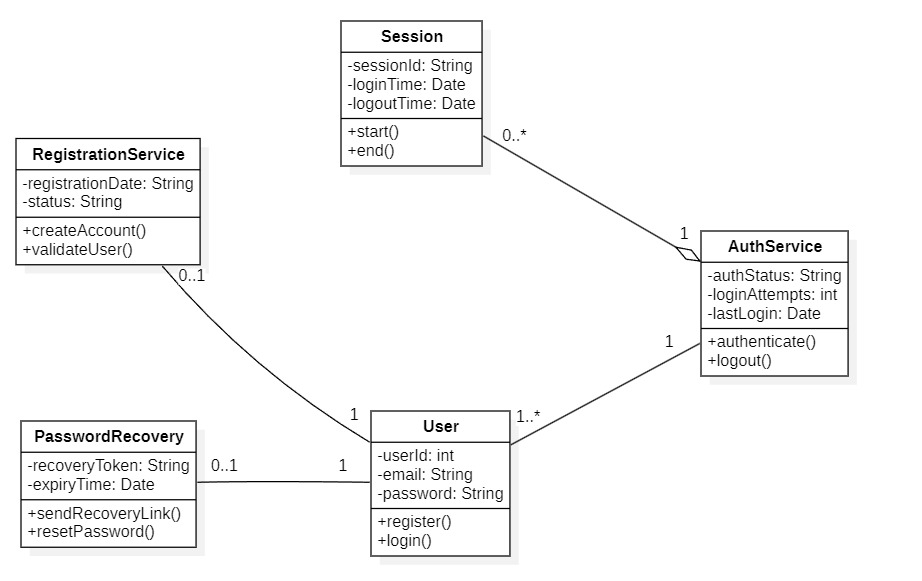 Session
-sessionId: String
-loginTime: Date
-logoutTime: Date
+start()
+end()
0..*
RegistrationService
-registrationDate: String
-status: String
+createAccount()
+validateUser()
0..1
1
AuthService
-authStatus: String
-loginAttempts: int
-lastLogin: Date
+authenticate()
+logout()
1
1..*
1
User
-userId: int
-email: String
-password: String
+register()
+login()
PasswordRecovery
-recoveryToken: String
-expiryTime: Date
+sendRecoveryLink()
+resetPassword()
0..1
1